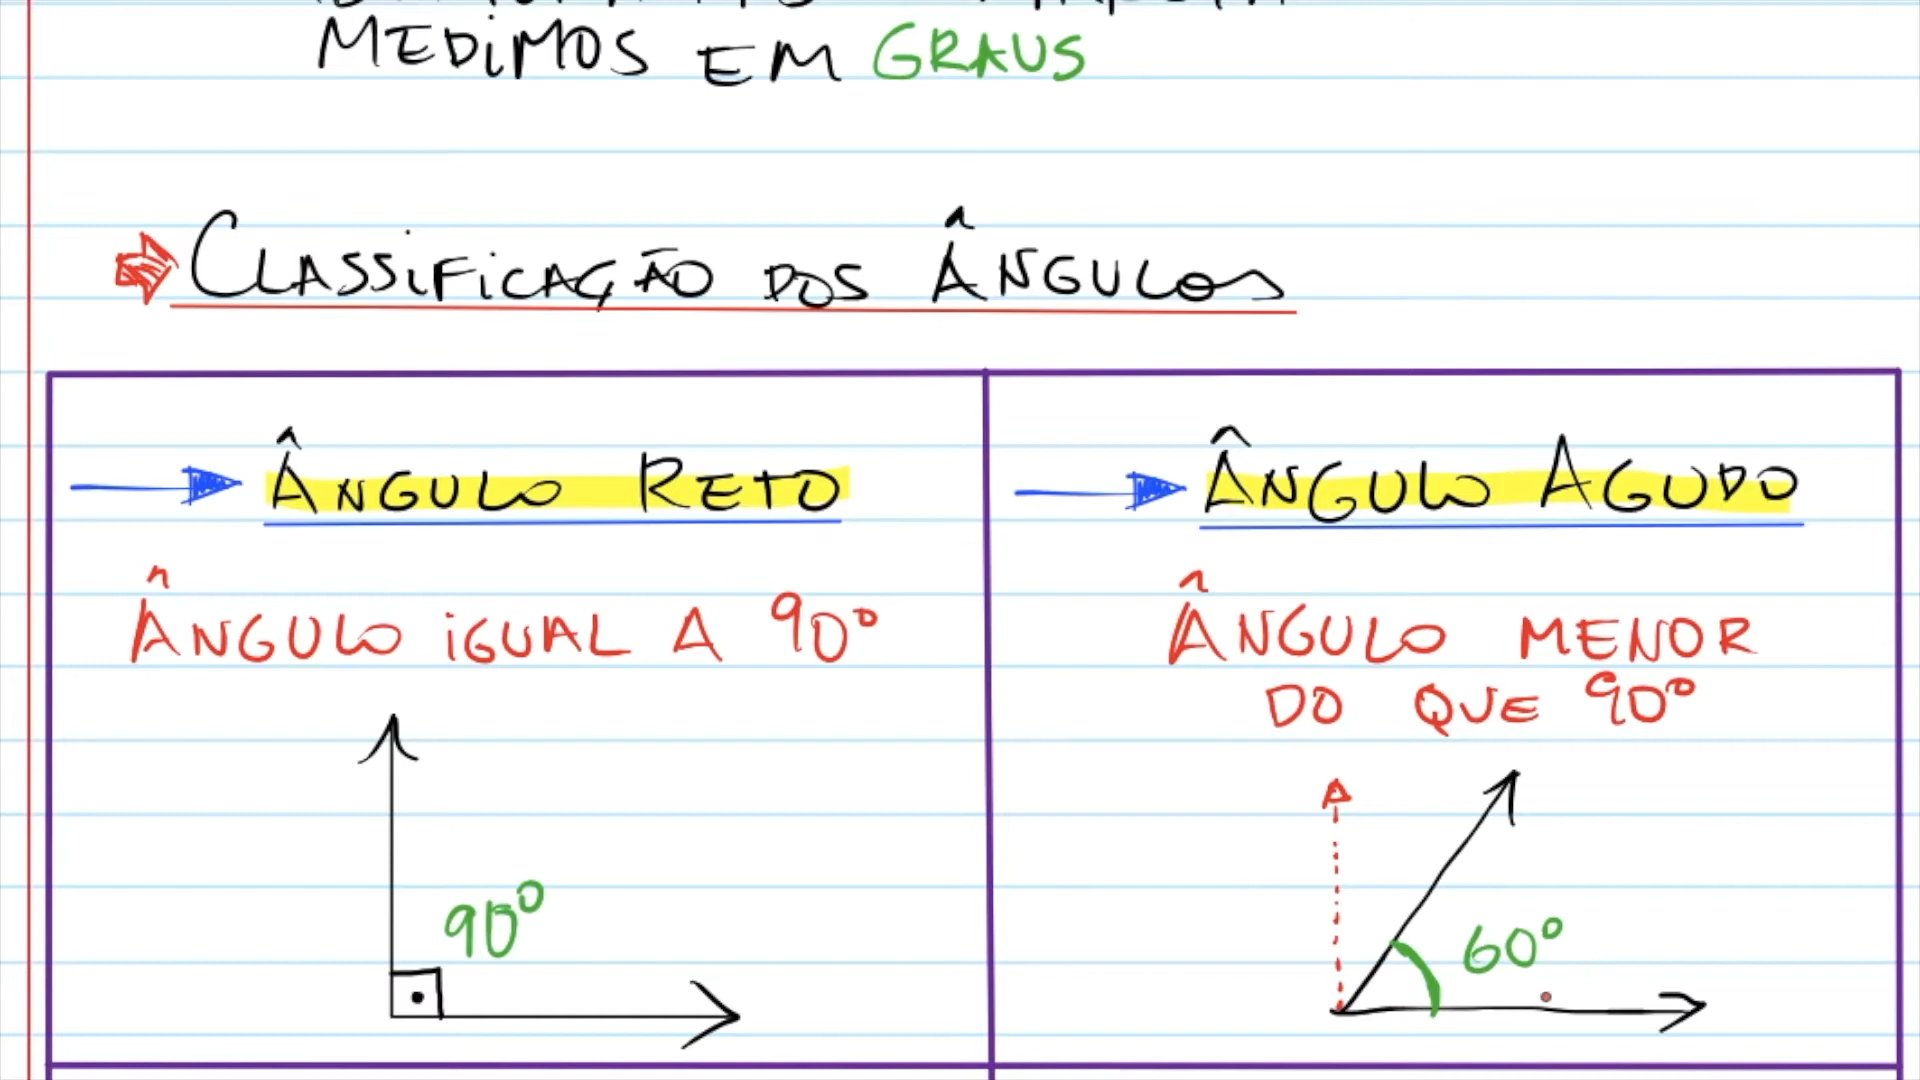 MEDIMOS EM GRAUS
CLASSIFICAÇÃO DOS ÂNGULOS
ÂNGULO RETO
ÂNGULO IGUAL A 90°
90°
ÂNGULO AGUDO
ÂNGULO MENOR
DO QUE 90°
60°